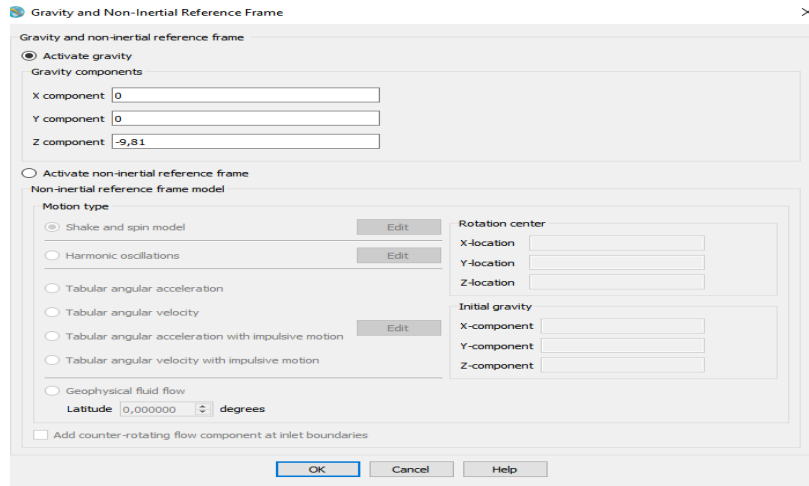 Gravity and Non-Inertial Reference Frame
Gravity and non-inertial reference frame
Activate gravity
Gravity components
X component 0
Y component 0
Z component -9,81
Activate non-inertial reference frame
Non-inertial reference frame model
Motion type
Shake and spin model Edit
Harmonic oscillations Edit
Tabular angular acceleration
Tabular angular velocity
Tabular angular acceleration with impulsive motion Edit
Tabular angular velocity with impulsive motion
Geophysical fluid flow
Latitude 0,000000 degrees
Rotation center
X-location
Y-location
Z-location
Initial gravity
X-component
Y-component
Z-component
Add counter-rotating flow component at inlet boundaries
OK Cancel Help